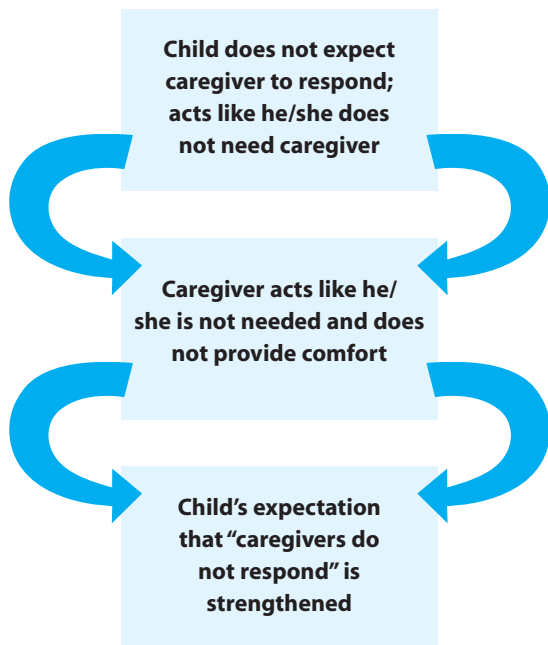 Child does not expect
caregiver to respond;
acts like he/she does
not need caregiver
Caregiver acts like he/
she is not needed and does
not provide comfort
Child’s expectation
that “caregivers do
not respond” is
strengthened